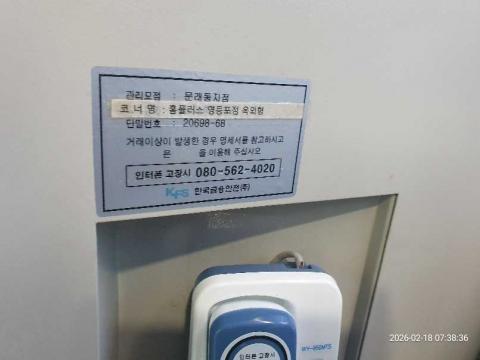 관리모점 : 문래동지점
코 너 명 : 홈플러스 영등포점 옥외형
단말번호 : 20698-68
거래이상이 발생한 경우 명세서를 참고하시고
은 을 이용해 주십시오
인터폰 고장시 080-562-4020
KFS 한국금융안전(주)
인터폰 고장시
2026-02-18 07:38:36